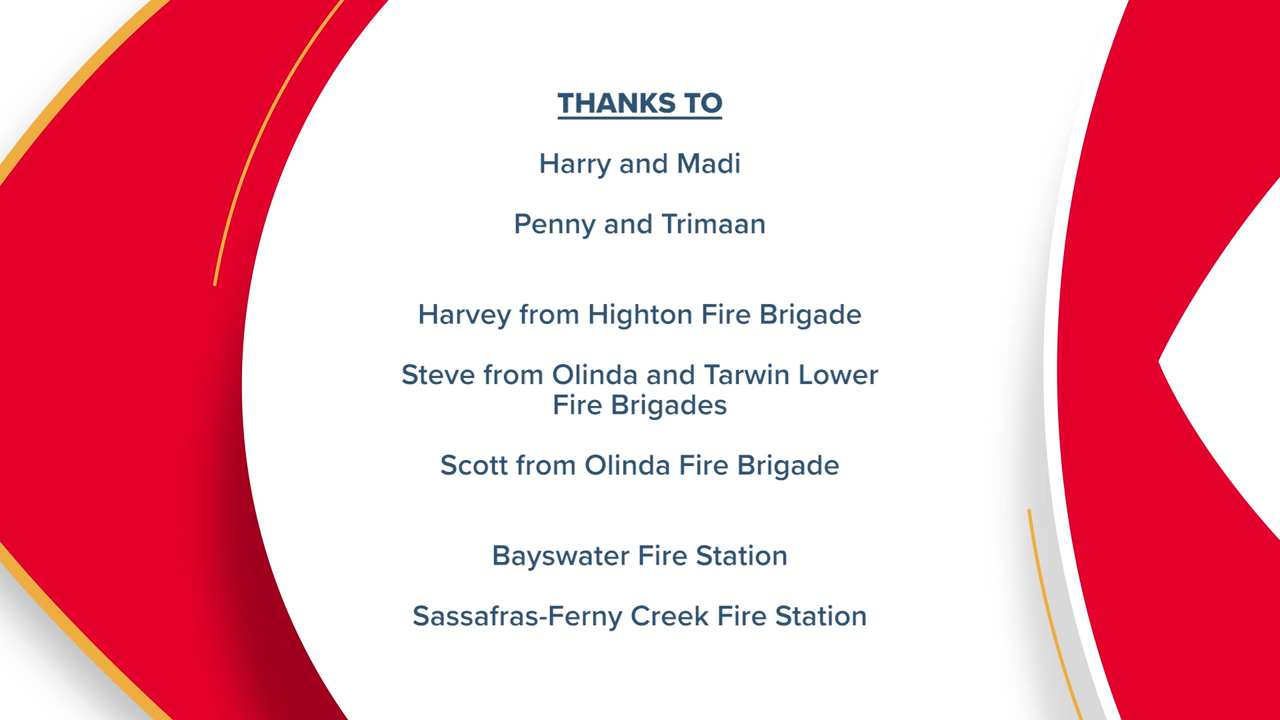 THANKS TO
Harry and Madi
Penny and Trimaan
Harvey from Highton Fire Brigade
Steve from Olinda and Tarwin Lower
Fire Brigades
Scott from Olinda Fire Brigade
Bayswater Fire Station
Sassafras-Ferny Creek Fire Station